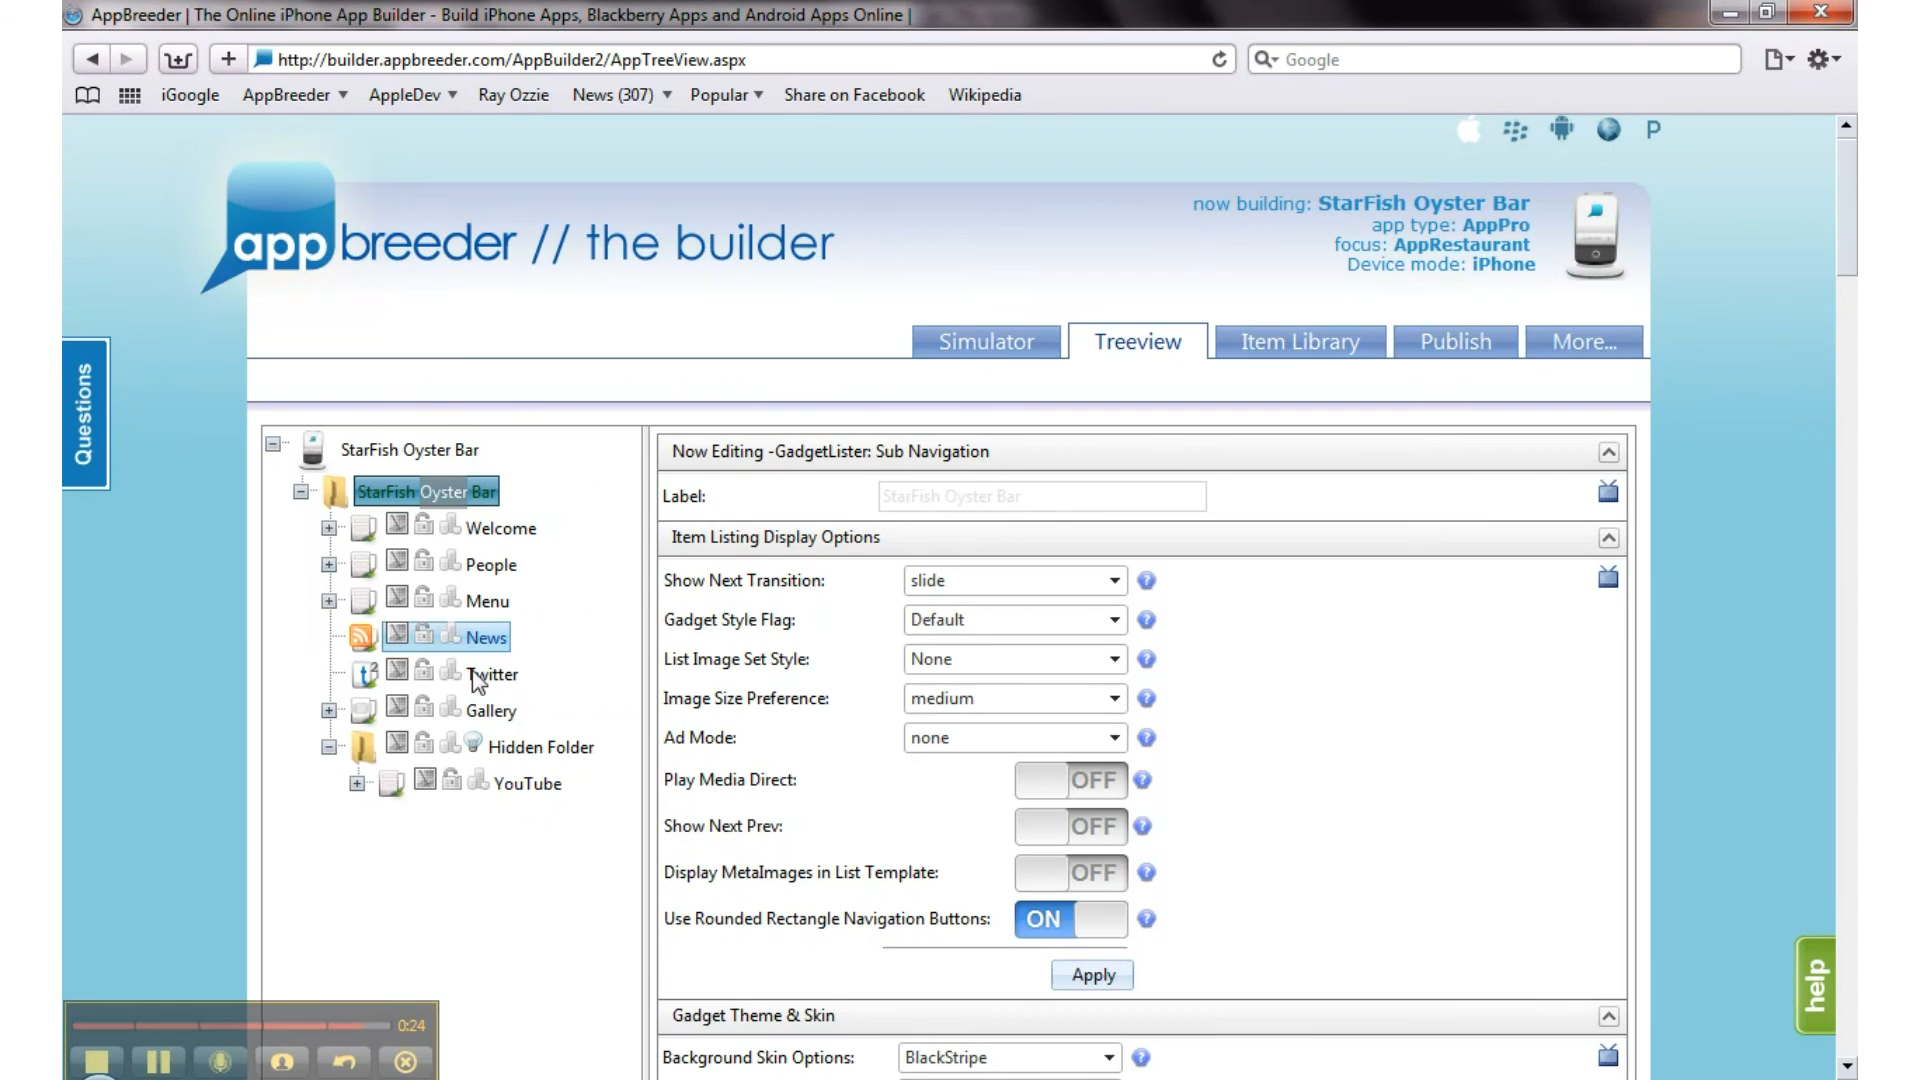 AppBreeder | The Online iPhone App Builder - Build iPhone Apps, Blackberry Apps and Android Apps Online |
http://builder.appbreeder.com/AppBuilder2/AppTreeView.aspx
Google
iGoogle AppBreeder AppleDev Ray Ozzie News (307) Popular Share on Facebook Wikipedia
P
appbreeder // the builder
now building: StarFish Oyster Bar
app type: AppPro
focus: AppRestaurant
Device mode: iPhone
Simulator Treeview Item Library Publish More...
Questions
StarFish Oyster Bar
StarFish Oyster Bar
Welcome
People
Menu
News
Twitter
Gallery
Hidden Folder
YouTube
Now Editing -GadgetLister: Sub Navigation
Label: StarFish Oyster Bar
Item Listing Display Options
Show Next Transition: slide
Gadget Style Flag: Default
List Image Set Style: None
Image Size Preference: medium
Ad Mode: none
Play Media Direct: OFF
Show Next Prev: OFF
Display MetaImages in List Template: OFF
Use Rounded Rectangle Navigation Buttons: ON
Apply
Gadget Theme & Skin
Background Skin Options: BlackStripe
help
0:24